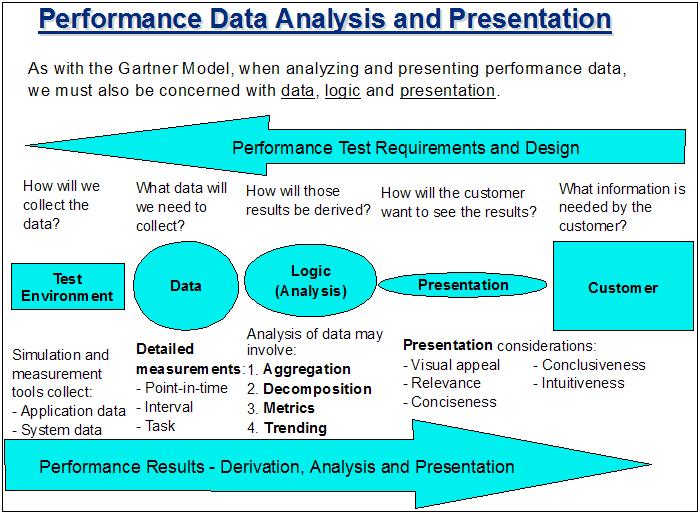 Performance Data Analysis and Presentation
As with the Gartner Model, when analyzing and presenting performance data,
we must also be concerned with data, logic and presentation.
Performance Test Requirements and Design
How will we
collect the
data?
What data will
we need to
collect?
How will those
results be derived?
How will the customer
want to see the results?
What information is
needed by the
customer?
Test
Environment
Data
Logic
(Analysis)
Presentation
Customer
Simulation and
measurement
tools collect:
- Application data
- System data
Detailed
measurements:
- Point-in-time
- Interval
- Task
Analysis of data may
involve:
1. Aggregation
2. Decomposition
3. Metrics
4. Trending
Presentation considerations:
- Visual appeal
- Relevance
- Conciseness
- Conclusiveness
- Intuitiveness
Performance Results - Derivation, Analysis and Presentation